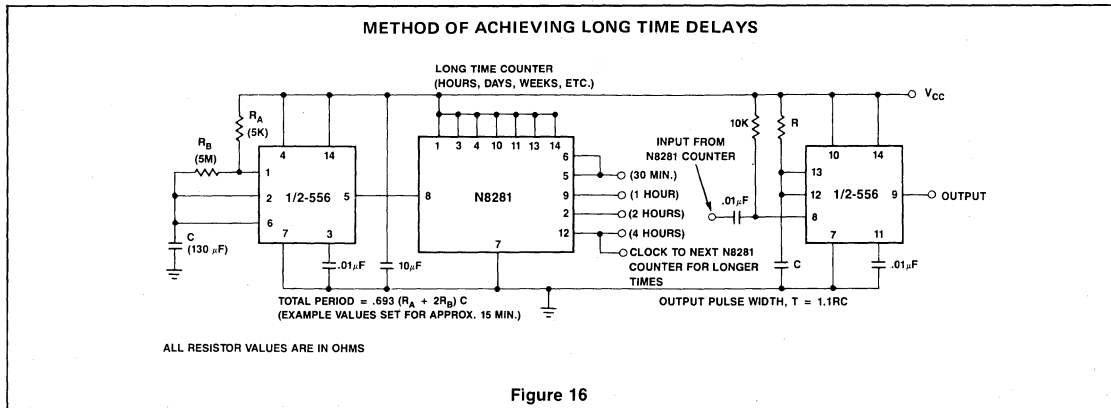 METHOD OF ACHIEVING LONG TIME DELAYS
LONG TIME COUNTER
(HOURS, DAYS, WEEKS, ETC.)
VCC
RA
(5K)
RB
(5M)
4
14
1
2
6
7
3
5
1/2-556
C
(130 μF)
.01μF
10μF
1
3
4
10
11
13
14
8
N8281
7
6
5
9
2
12
(30 MIN.)
(1 HOUR)
(2 HOURS)
(4 HOURS)
CLOCK TO NEXT N8281
COUNTER FOR LONGER
TIMES
INPUT FROM
N8281 COUNTER
.01μF
10K
R
10
14
13
12
8
1/2-556
9
OUTPUT
7
11
C
.01μF
TOTAL PERIOD = .693 (RA + 2RB) C
(EXAMPLE VALUES SET FOR APPROX. 15 MIN.)
OUTPUT PULSE WIDTH, T = 1.1RC
ALL RESISTOR VALUES ARE IN OHMS
Figure 16